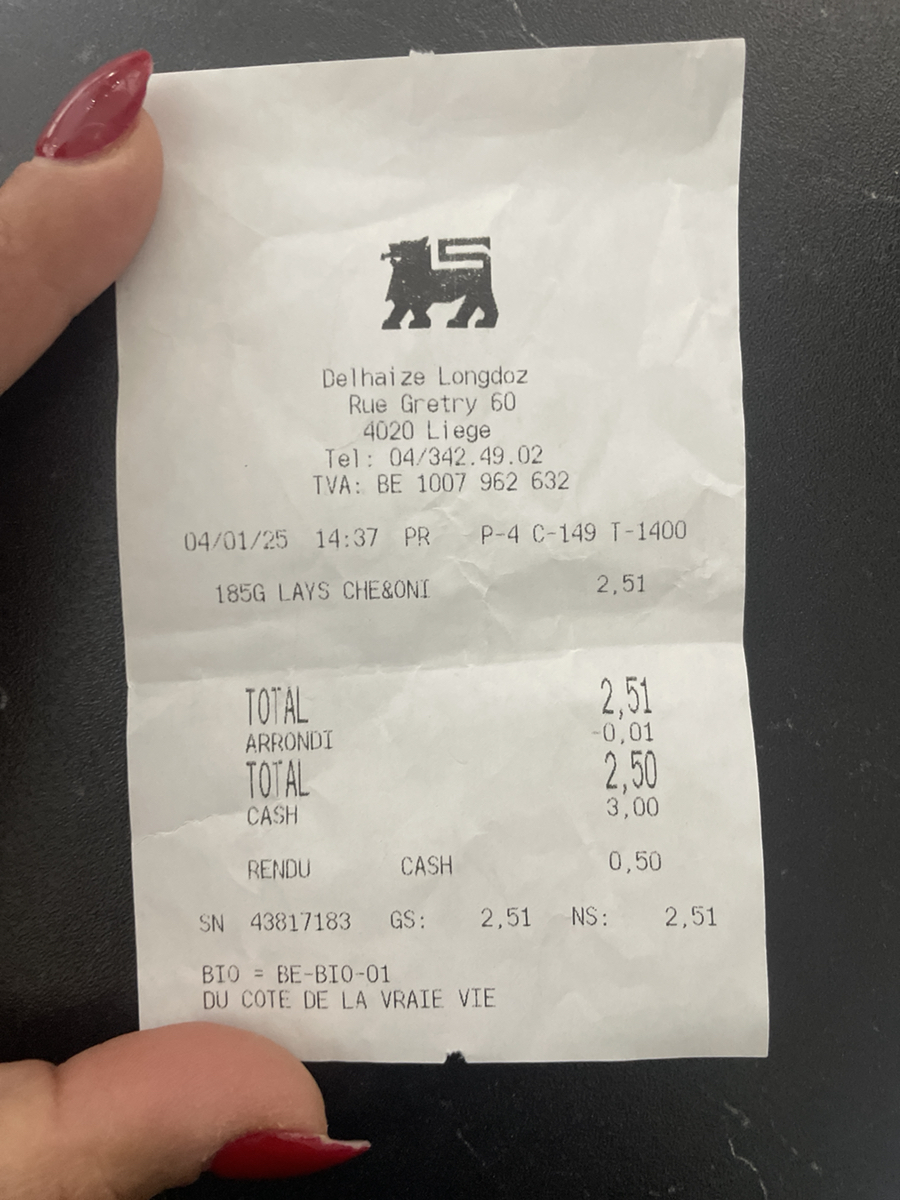 Delhaize Longdoz
Rue Gretry 60
4020 Liege
Tel: 04/342.49.02
TVA: BE 1007 962 632
04/01/25 14:37 PR P-4 C-149 T-1400
185G LAYS CHE&ONI 2,51
TOTAL 2,51
ARRONDI -0,01
TOTAL 2,50
CASH 3,00
RENDU CASH 0,50
SN 43817183 GS: 2,51 NS: 2,51
BIO = BE-BIO-01
DU COTE DE LA VRAIE VIE